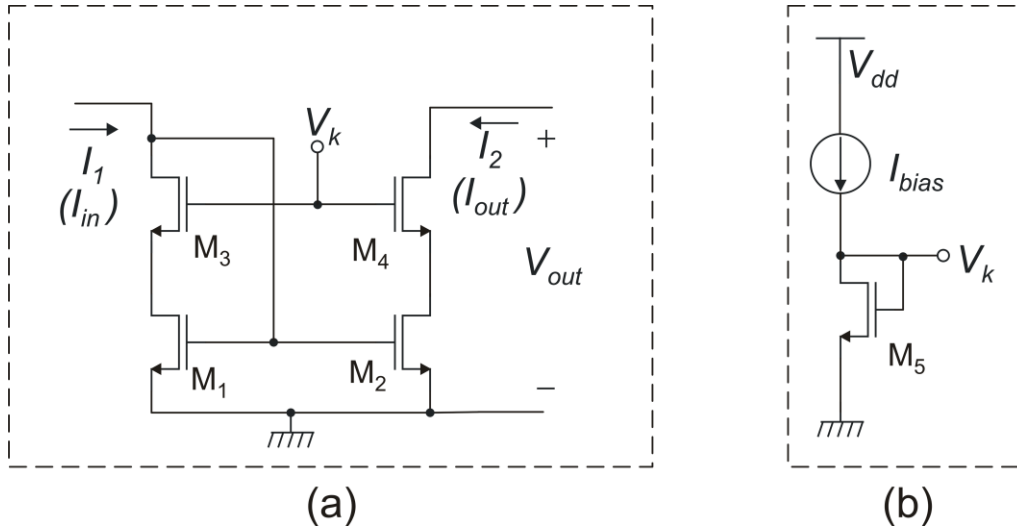 V_k
I_1
(I_in)
I_2
(I_out)
+
M_3
M_4
V_out
M_1
M_2
−
(a)
V_dd
I_bias
V_k
M_5
(b)